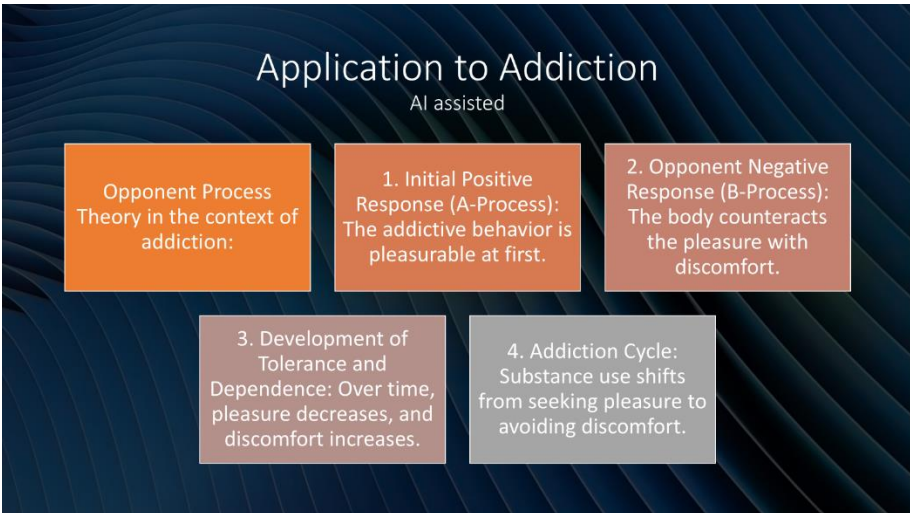 Application to Addiction
AI assisted
Opponent Process
Theory in the context of
addiction:
1. Initial Positive
Response (A-Process):
The addictive behavior is
pleasurable at first.
2. Opponent Negative
Response (B-Process):
The body counteracts
the pleasure with
discomfort.
3. Development of
Tolerance and
Dependence: Over time,
pleasure decreases, and
discomfort increases.
4. Addiction Cycle:
Substance use shifts
from seeking pleasure to
avoiding discomfort.